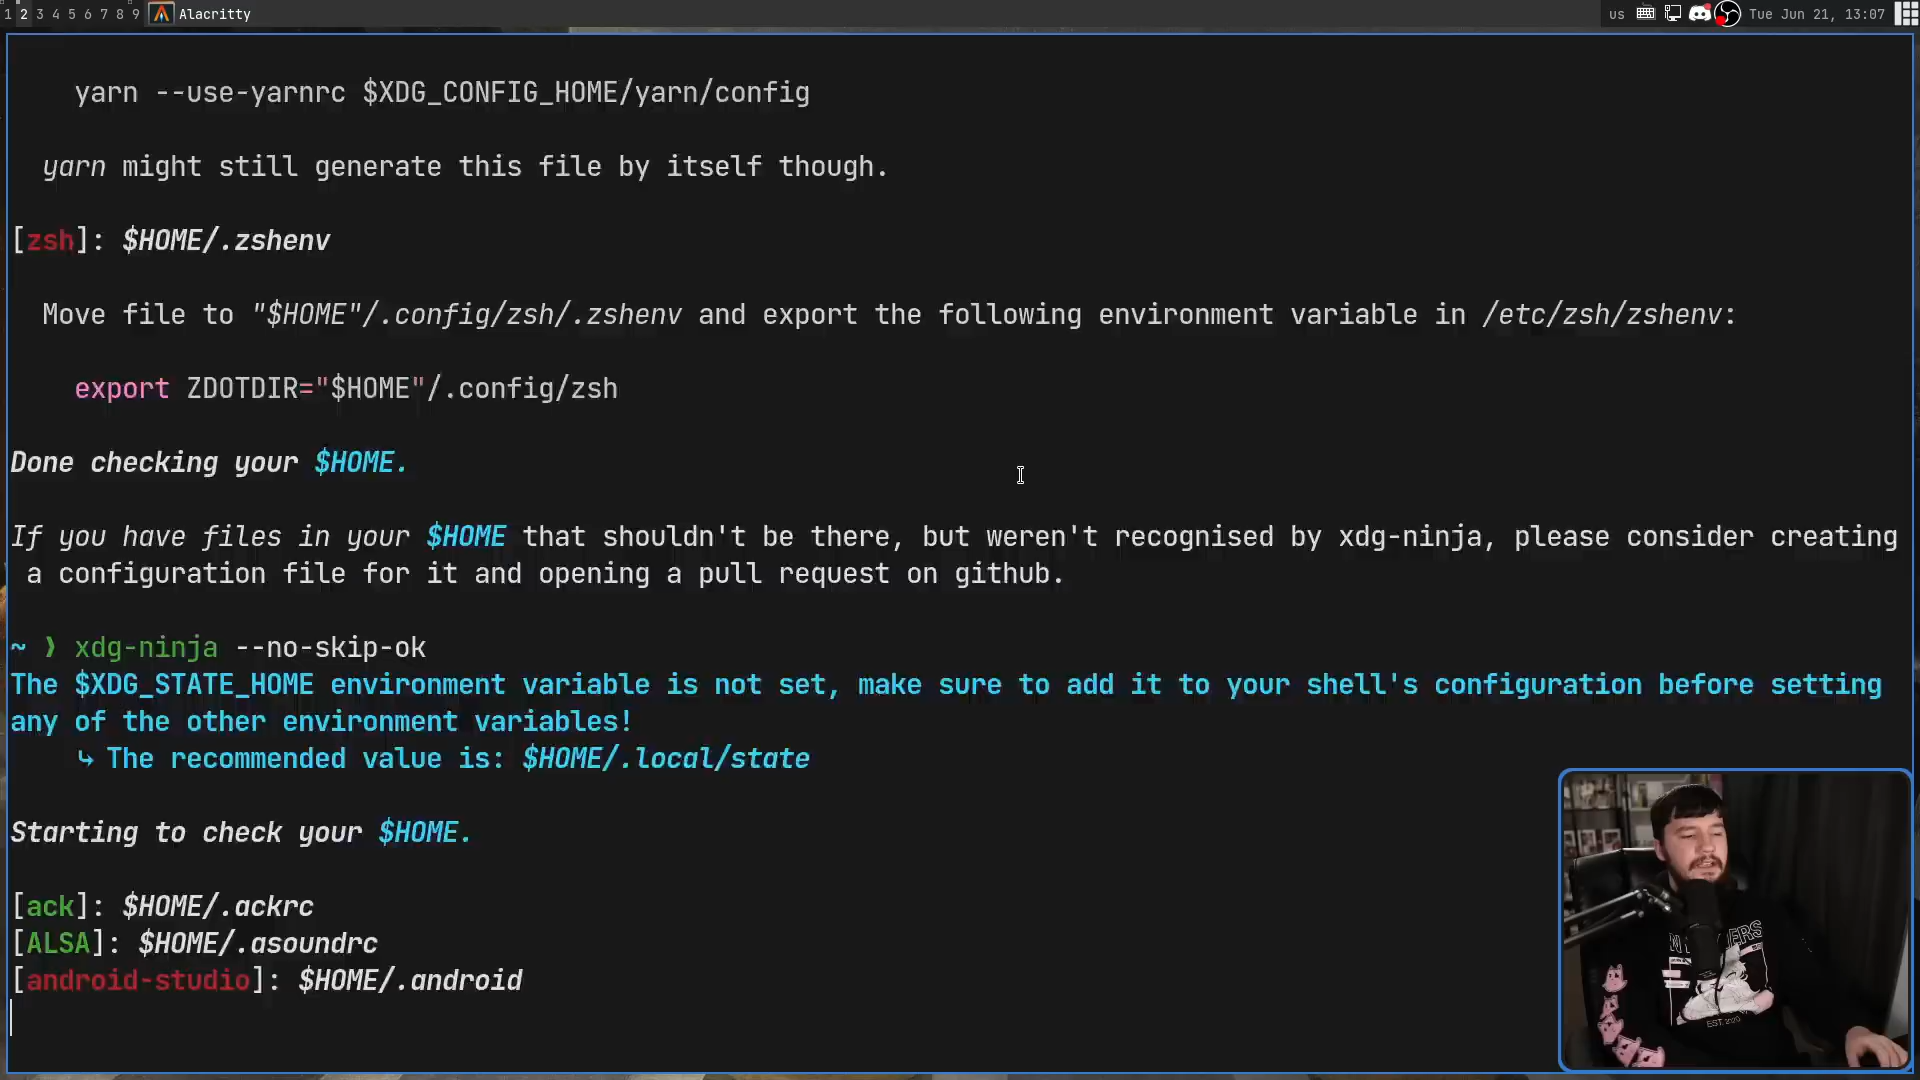 1 2 3 4 5 6 7 8 9 Alacritty us Tue Jun 21, 13:07
yarn --use-yarnrc $XDG_CONFIG_HOME/yarn/config
yarn might still generate this file by itself though.
[zsh]: $HOME/.zshenv
Move file to "$HOME"/.config/zsh/.zshenv and export the following environment variable in /etc/zsh/zshenv:
export ZDOTDIR="$HOME"/.config/zsh
Done checking your $HOME.
If you have files in your $HOME that shouldn't be there, but weren't recognised by xdg-ninja, please consider creating
a configuration file for it and opening a pull request on github.
~ ❯ xdg-ninja --no-skip-ok
The $XDG_STATE_HOME environment variable is not set, make sure to add it to your shell's configuration before setting
any of the other environment variables!
↳ The recommended value is: $HOME/.local/state
Starting to check your $HOME.
[ack]: $HOME/.ackrc
[ALSA]: $HOME/.asoundrc
[android-studio]: $HOME/.android
EST. 2020